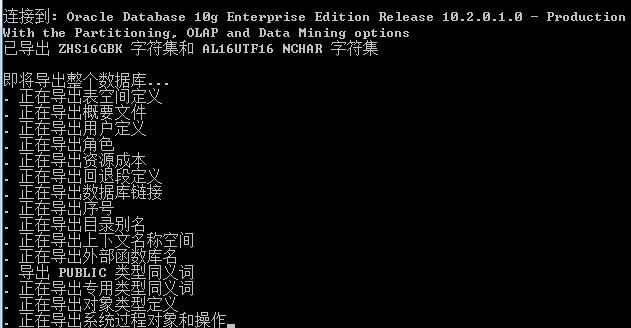 连接到: Oracle Database 10g Enterprise Edition Release 10.2.0.1.0 - Production
With the Partitioning, OLAP and Data Mining options
已导出 ZHS16GBK 字符集和 AL16UTF16 NCHAR 字符集
即将导出整个数据库...
. 正在导出表空间定义
. 正在导出概要文件
. 正在导出用户定义
. 正在导出角色
. 正在导出资源成本
. 正在导出回退段定义
. 正在导出数据库链接
. 正在导出序号
. 正在导出目录别名
. 正在导出上下文名称空间
. 正在导出外部函数库名
. 导出 PUBLIC 类型同义词
. 正在导出专用类型同义词
. 正在导出对象类型定义
. 正在导出系统过程对象和操作